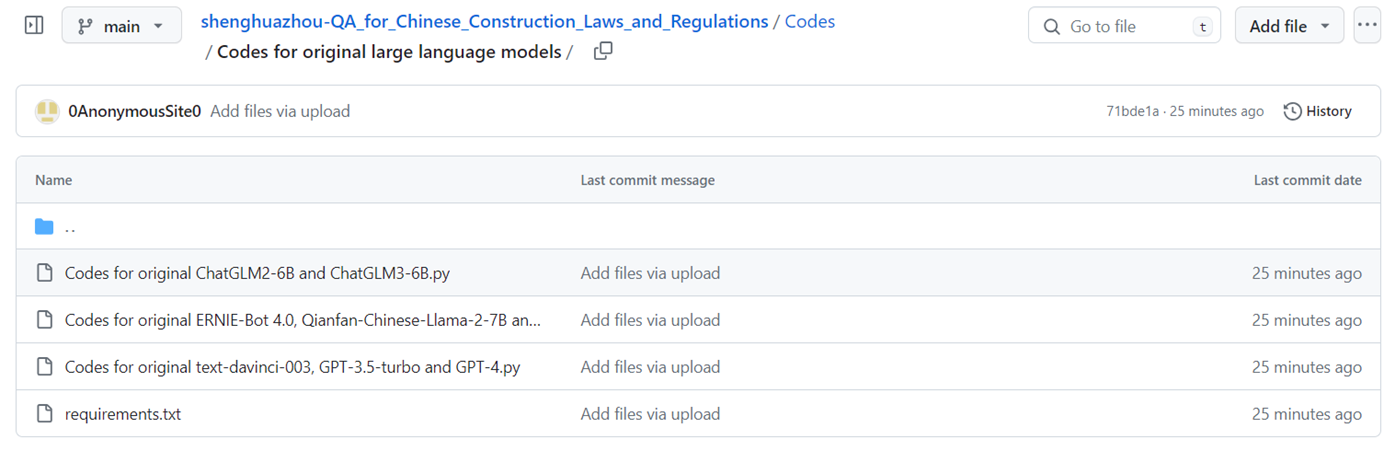 main
shenghuazhou-QA_for_Chinese_Construction_Laws_and_Regulations / Codes
/ Codes for original large language models /
Go to file t
Add file
0AnonymousSite0 Add files via upload 71bde1a · 25 minutes ago History
Name Last commit message Last commit date
..
Codes for original ChatGLM2-6B and ChatGLM3-6B.py Add files via upload 25 minutes ago
Codes for original ERNIE-Bot 4.0, Qianfan-Chinese-Llama-2-7B an... Add files via upload 25 minutes ago
Codes for original text-davinci-003, GPT-3.5-turbo and GPT-4.py Add files via upload 25 minutes ago
requirements.txt Add files via upload 25 minutes ago